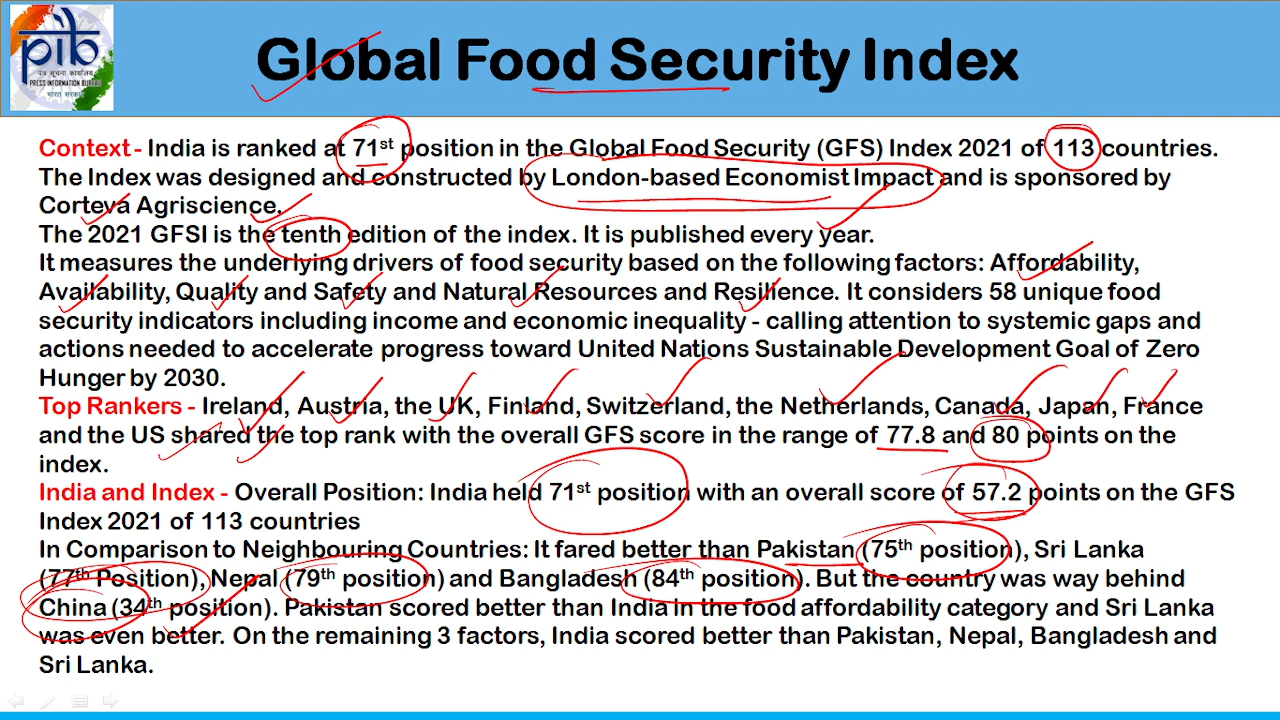 pib
पत्र सूचना कार्यालय
PRESS INFORMATION BUREAU
भारत सरकार
Global Food Security Index
Context - India is ranked at 71st position in the Global Food Security (GFS) Index 2021 of 113 countries.
The Index was designed and constructed by London-based Economist Impact and is sponsored by
Corteva Agriscience.
The 2021 GFSI is the tenth edition of the index. It is published every year.
It measures the underlying drivers of food security based on the following factors: Affordability,
Availability, Quality and Safety and Natural Resources and Resilience. It considers 58 unique food
security indicators including income and economic inequality - calling attention to systemic gaps and
actions needed to accelerate progress toward United Nations Sustainable Development Goal of Zero
Hunger by 2030.
Top Rankers - Ireland, Austria, the UK, Finland, Switzerland, the Netherlands, Canada, Japan, France
and the US shared the top rank with the overall GFS score in the range of 77.8 and 80 points on the
index.
India and Index - Overall Position: India held 71st position with an overall score of 57.2 points on the GFS
Index 2021 of 113 countries
In Comparison to Neighbouring Countries: It fared better than Pakistan (75th position), Sri Lanka
(77th Position), Nepal (79th position) and Bangladesh (84th position). But the country was way behind
China (34th position). Pakistan scored better than India in the food affordability category and Sri Lanka
was even better. On the remaining 3 factors, India scored better than Pakistan, Nepal, Bangladesh and
Sri Lanka.